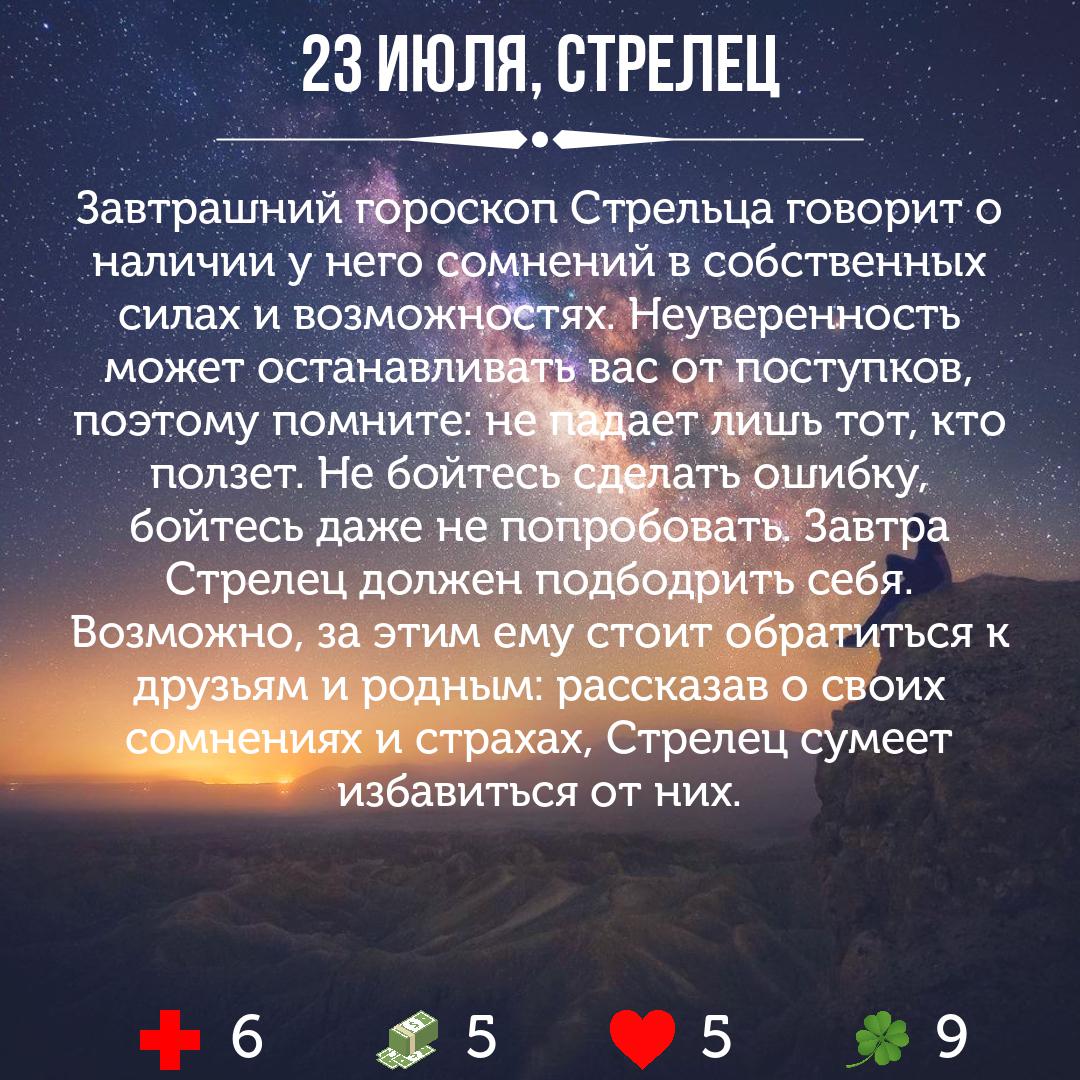 23 ИЮЛЯ, СТРЕЛЕЦ
Завтрашний гороскоп Стрельца говорит о
наличии у него сомнений в собственных
силах и возможностях. Неуверенность
может останавливать вас от поступков,
поэтому помните: не падает лишь тот, кто
ползет. Не бойтесь сделать ошибку,
бойтесь даже не попробовать. Завтра
Стрелец должен подбодрить себя.
Возможно, за этим ему стоит обратиться к
друзьям и родным: рассказав о своих
сомнениях и страхах, Стрелец сумеет
избавиться от них.
6 5 5 9